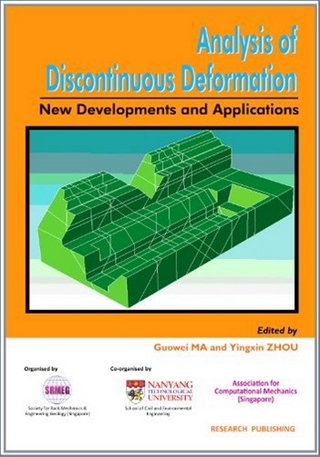 Analysis of
Discontinuous Deformation
New Developments and Applications
Edited by
Guowei MA and Yingxin ZHOU
Organised by
SRMEG
Society for Rock Mechanics &
Engineering Geology (Singapore)
Co-organised by
NANYANG
TECHNOLOGICAL
UNIVERSITY
School of Civil and Environmental
Engineering
Association for
Computational Mechanics
(Singapore)
RESEARCH PUBLISHING